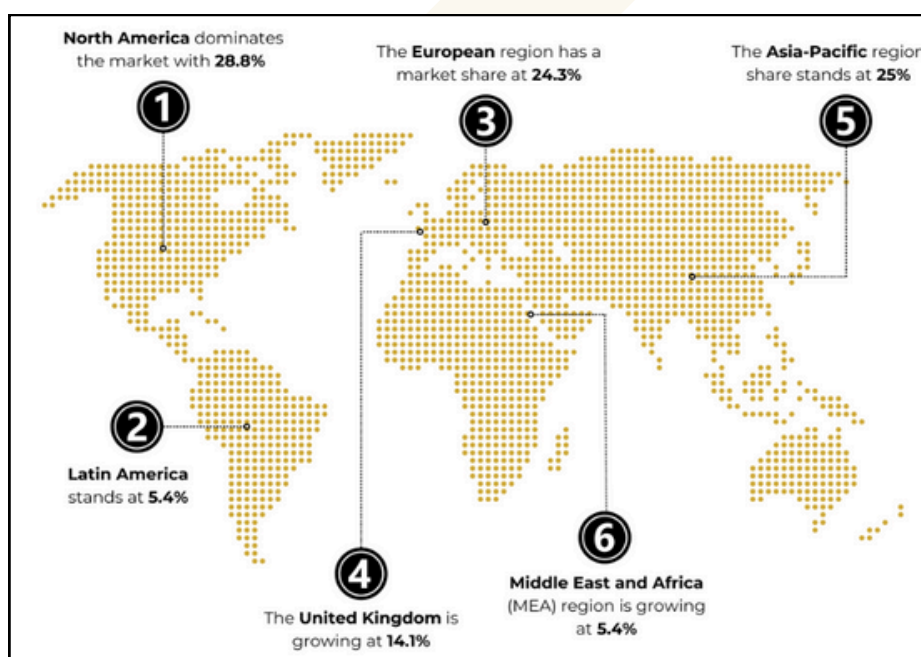 North America dominates
the market with 28.8%
1
The European region has a
market share at 24.3%
3
The Asia-Pacific region
share stands at 25%
5
2
Latin America
stands at 5.4%
4
The United Kingdom is
growing at 14.1%
6
Middle East and Africa
(MEA) region is growing
at 5.4%